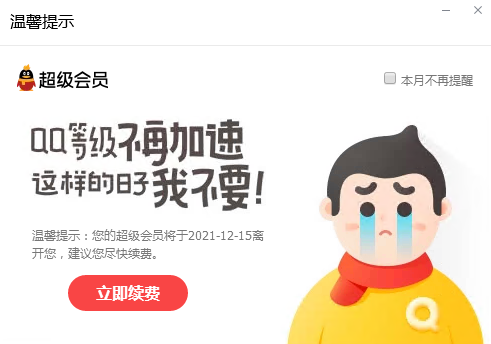 温馨提示
超级会员
本月不再提醒
QQ等级不再加速
这样的日子我不要!
温馨提示：您的超级会员将于2021-12-15离
开您，建议您尽快续费。
立即续费
Q